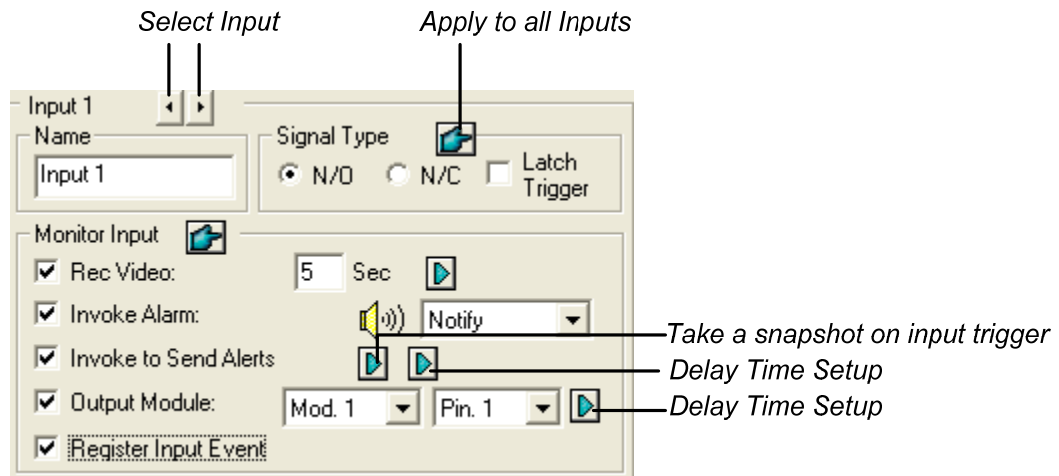 Select Input
Apply to all Inputs
Input 1
Name
Input 1
Signal Type
N/O N/C Latch Trigger
Monitor Input
Rec Video: 5 Sec
Invoke Alarm: Notify
Invoke to Send Alerts
Output Module: Mod. 1 Pin. 1
Register Input Event
Take a snapshot on input trigger
Delay Time Setup
Delay Time Setup